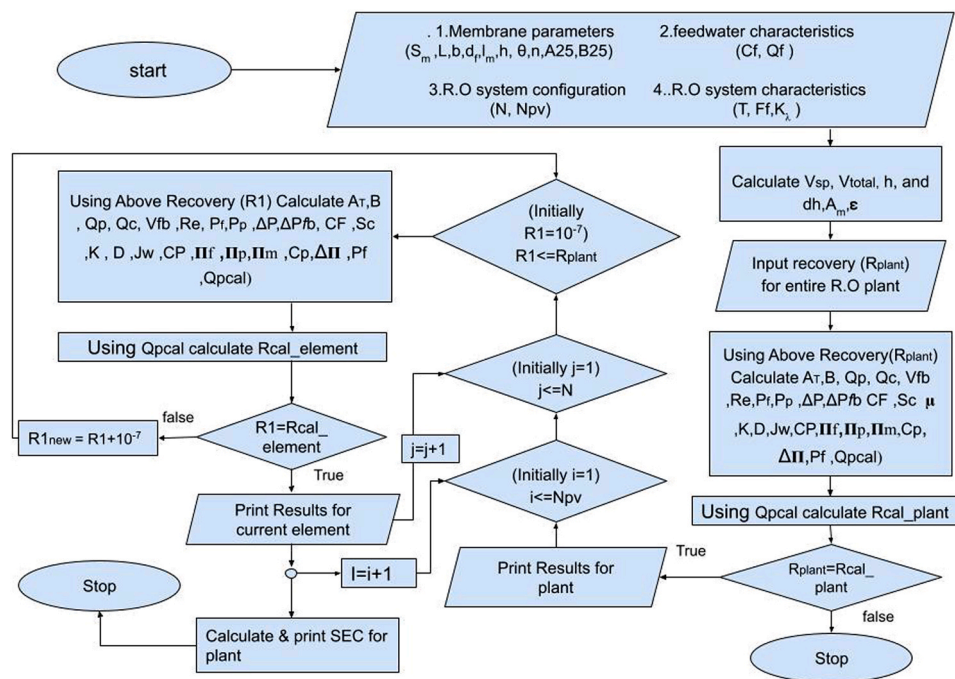 start
. 1.Membrane parameters
(Sm,L,b,df,lm,h, θ,n,A25,B25)
2.feedwater characteristics
(Cf, Qf )
3.R.O system configuration
(N, Npv)
4..R.O system characteristics
(T, Ff,Kλ )
Calculate Vsp, Vtotal, h, and
dh,Am,ε
Input recovery (Rplant)
for entire R.O plant
Using Above Recovery(Rplant)
Calculate AT,B, Qp, Qc, Vfb
,Re,Pf,Pp ,ΔP,ΔPfb CF ,Sc μ
,K,D,Jw,CP,Πf,Πp,Πm,Cp,
ΔΠ,Pf ,Qpcal)
Using Qpcal calculate Rcal_plant
Rplant=Rcal_
plant
True
false
Stop
Print Results for
plant
(Initially i=1)
i<=Npv
(Initially j=1)
j<=N
(Initially
R1=10-7)
R1<=Rplant
Using Above Recovery (R1) Calculate AT,B
, Qp, Qc, Vfb ,Re, Pf,Pp ,ΔP,ΔPfb, CF ,Sc
,K , D ,Jw ,CP ,Πf ,Πp,Πm ,Cp,ΔΠ ,Pf
,Qpcal)
Using Qpcal calculate Rcal_element
R1=Rcal_
element
false
R1new = R1+10-7
True
Print Results for
current element
j=j+1
I=i+1
Calculate & print SEC for
plant
Stop